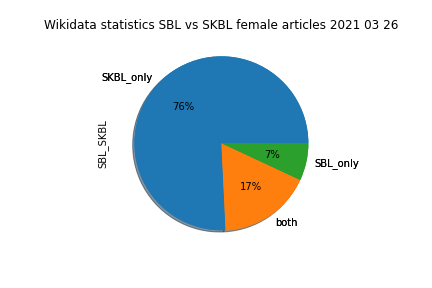 Wikidata statistics SBL vs SKBL female articles 2021 03 26
SKBL_only
76%
SBL_SKBL
7%
SBL_only
17%
both